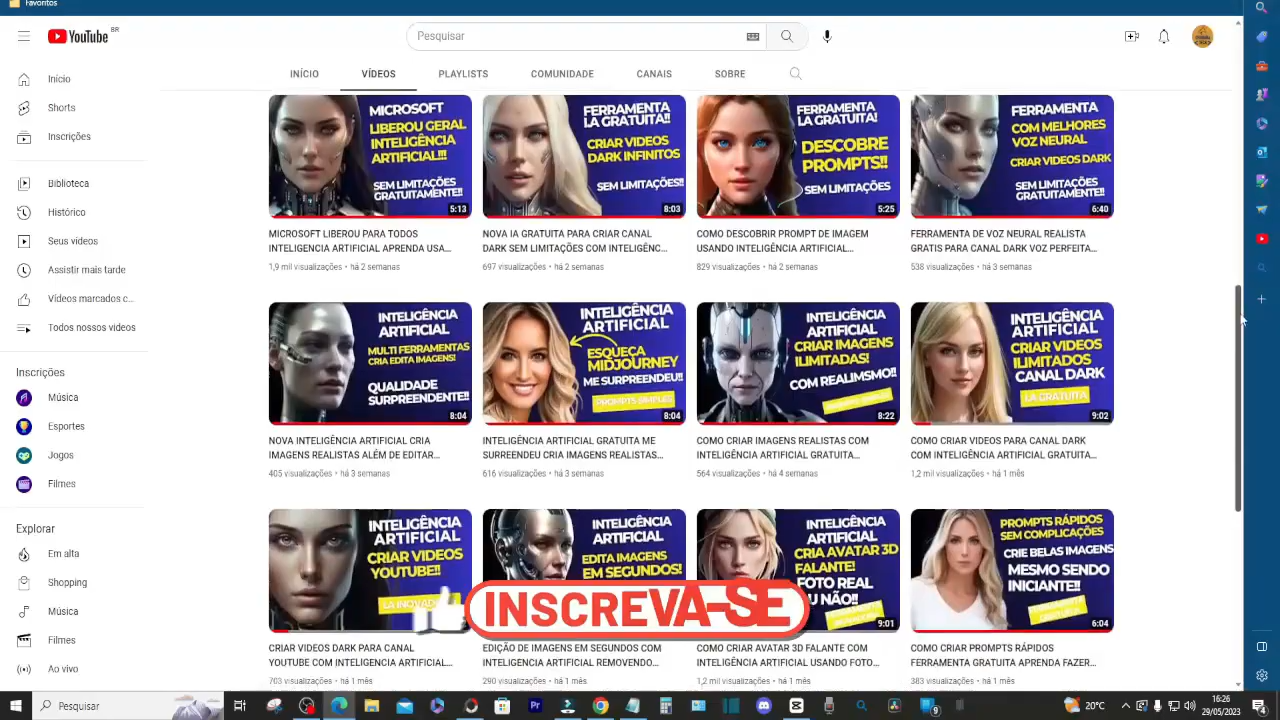 Favoritos
YouTube BR
Pesquisar
INÍCIO VÍDEOS PLAYLISTS COMUNIDADE CANAIS SOBRE
Início
Shorts
Inscrições
Biblioteca
Histórico
Seus vídeos
Assistir mais tarde
Vídeos marcados c...
Todos nossos vídeos
Inscrições
Música
Esportes
Jogos
Filmes
Explorar
Em alta
Shopping
Música
Filmes
Ao vivo
MICROSOFT
LIBEROU GERAL
INTELIGÊNCIA
ARTIFICIAL!!!
SEM LIMITAÇÕES
GRATUITAMENTE!!
5:13
MICROSOFT LIBEROU PARA TODOS
INTELIGENCIA ARTIFICIAL APRENDA USA...
1,9 mil visualizações • há 2 semanas
FERRAMENTA
LA GRATUITA!!
CRIAR VIDEOS
DARK INFINITOS
SEM LIMITAÇÕES!!
8:03
NOVA IA GRATUITA PARA CRIAR CANAL
DARK SEM LIMITAÇÕES COM INTELIGÊNC...
697 visualizações • há 2 semanas
FERRAMENTA
LA GRATUITA!
DESCOBRE
PROMPTS!!
SEM LIMITAÇÕES
5:25
COMO DESCOBRIR PROMPT DE IMAGEM
USANDO INTELIGÊNCIA ARTIFICIAL...
829 visualizações • há 2 semanas
FERRAMENTA
COM MELHORES
VOZ NEURAL
CRIAR VIDEOS DARK
SEM LIMITAÇÕES
GRATUITAMENTE!!
6:40
FERRAMENTA DE VOZ NEURAL REALISTA
GRATIS PARA CANAL DARK VOZ PERFEITA...
538 visualizações • há 3 semanas
INTELIGÊNCIA
ARTIFICIAL
MULTI FERRAMENTAS
CRIA EDITA IMAGENS!
QUALIDADE
SURPREENDENTE!!
8:04
NOVA INTELIGÊNCIA ARTIFICIAL CRIA
IMAGENS REALISTAS ALÉM DE EDITAR...
405 visualizações • há 3 semanas
INTELIGÊNCIA
ARTIFICIAL
ESQUEÇA
MIDJOURNEY
ME SURPREENDEU!!
PROMPTS SIMPLES
8:04
INTELIGÊNCIA ARTIFICIAL GRATUITA ME
SURREENDEU CRIA IMAGENS REALISTAS...
616 visualizações • há 3 semanas
INTELIGÊNCIA
ARTIFICIAL
CRIAR IMAGENS
ILIMITADAS!
COM REALIMSMO!!
8:22
COMO CRIAR IMAGENS REALISTAS COM
INTELIGÊNCIA ARTIFICIAL GRATUITA...
564 visualizações • há 4 semanas
INTELIGÊNCIA
ARTIFICIAL
CRIAR VIDEOS
ILIMITADOS
CANAL DARK
LA GRATUITA
9:02
COMO CRIAR VIDEOS PARA CANAL DARK
COM INTELIGÊNCIA ARTIFICIAL GRATUITA...
1,2 mil visualizações • há 1 mês
INTELIGÊNCIA
ARTIFICIAL
CRIAR VIDEOS
YOUTUBE!!
CRIAR VIDEOS DARK PARA CANAL
YOUTUBE COM INTELIGENCIA ARTIFICIAL...
703 visualizações • há 1 mês
INTELIGÊNCIA
ARTIFICIAL
EDITA IMAGENS
EM SEGUNDOS!
EDIÇÃO DE IMAGENS EM SEGUNDOS COM
INTELIGENCIA ARTIFICIAL REMOVENDO...
290 visualizações • há 1 mês
INTELIGÊNCIA
ARTIFICIAL
CRIA AVATAR 3D
FALANTE!
FOTO REAL
NÃO!!
9:01
COMO CRIAR AVATAR 3D FALANTE COM
INTELIGÊNCIA ARTIFICIAL USANDO FOTO...
1,2 mil visualizações • há 1 mês
PROMPTS RÁPIDOS
SEM COMPLICAÇÕES
CRIE BELAS IMAGENS
MESMO SENDO
INICIANTE!!
6:04
COMO CRIAR PROMPTS RÁPIDOS
FERRAMENTA GRATUITA APRENDA FAZER...
383 visualizações • há 1 mês
INSCREVA-SE
Pesquisar
20°C
16:26
29/05/2023